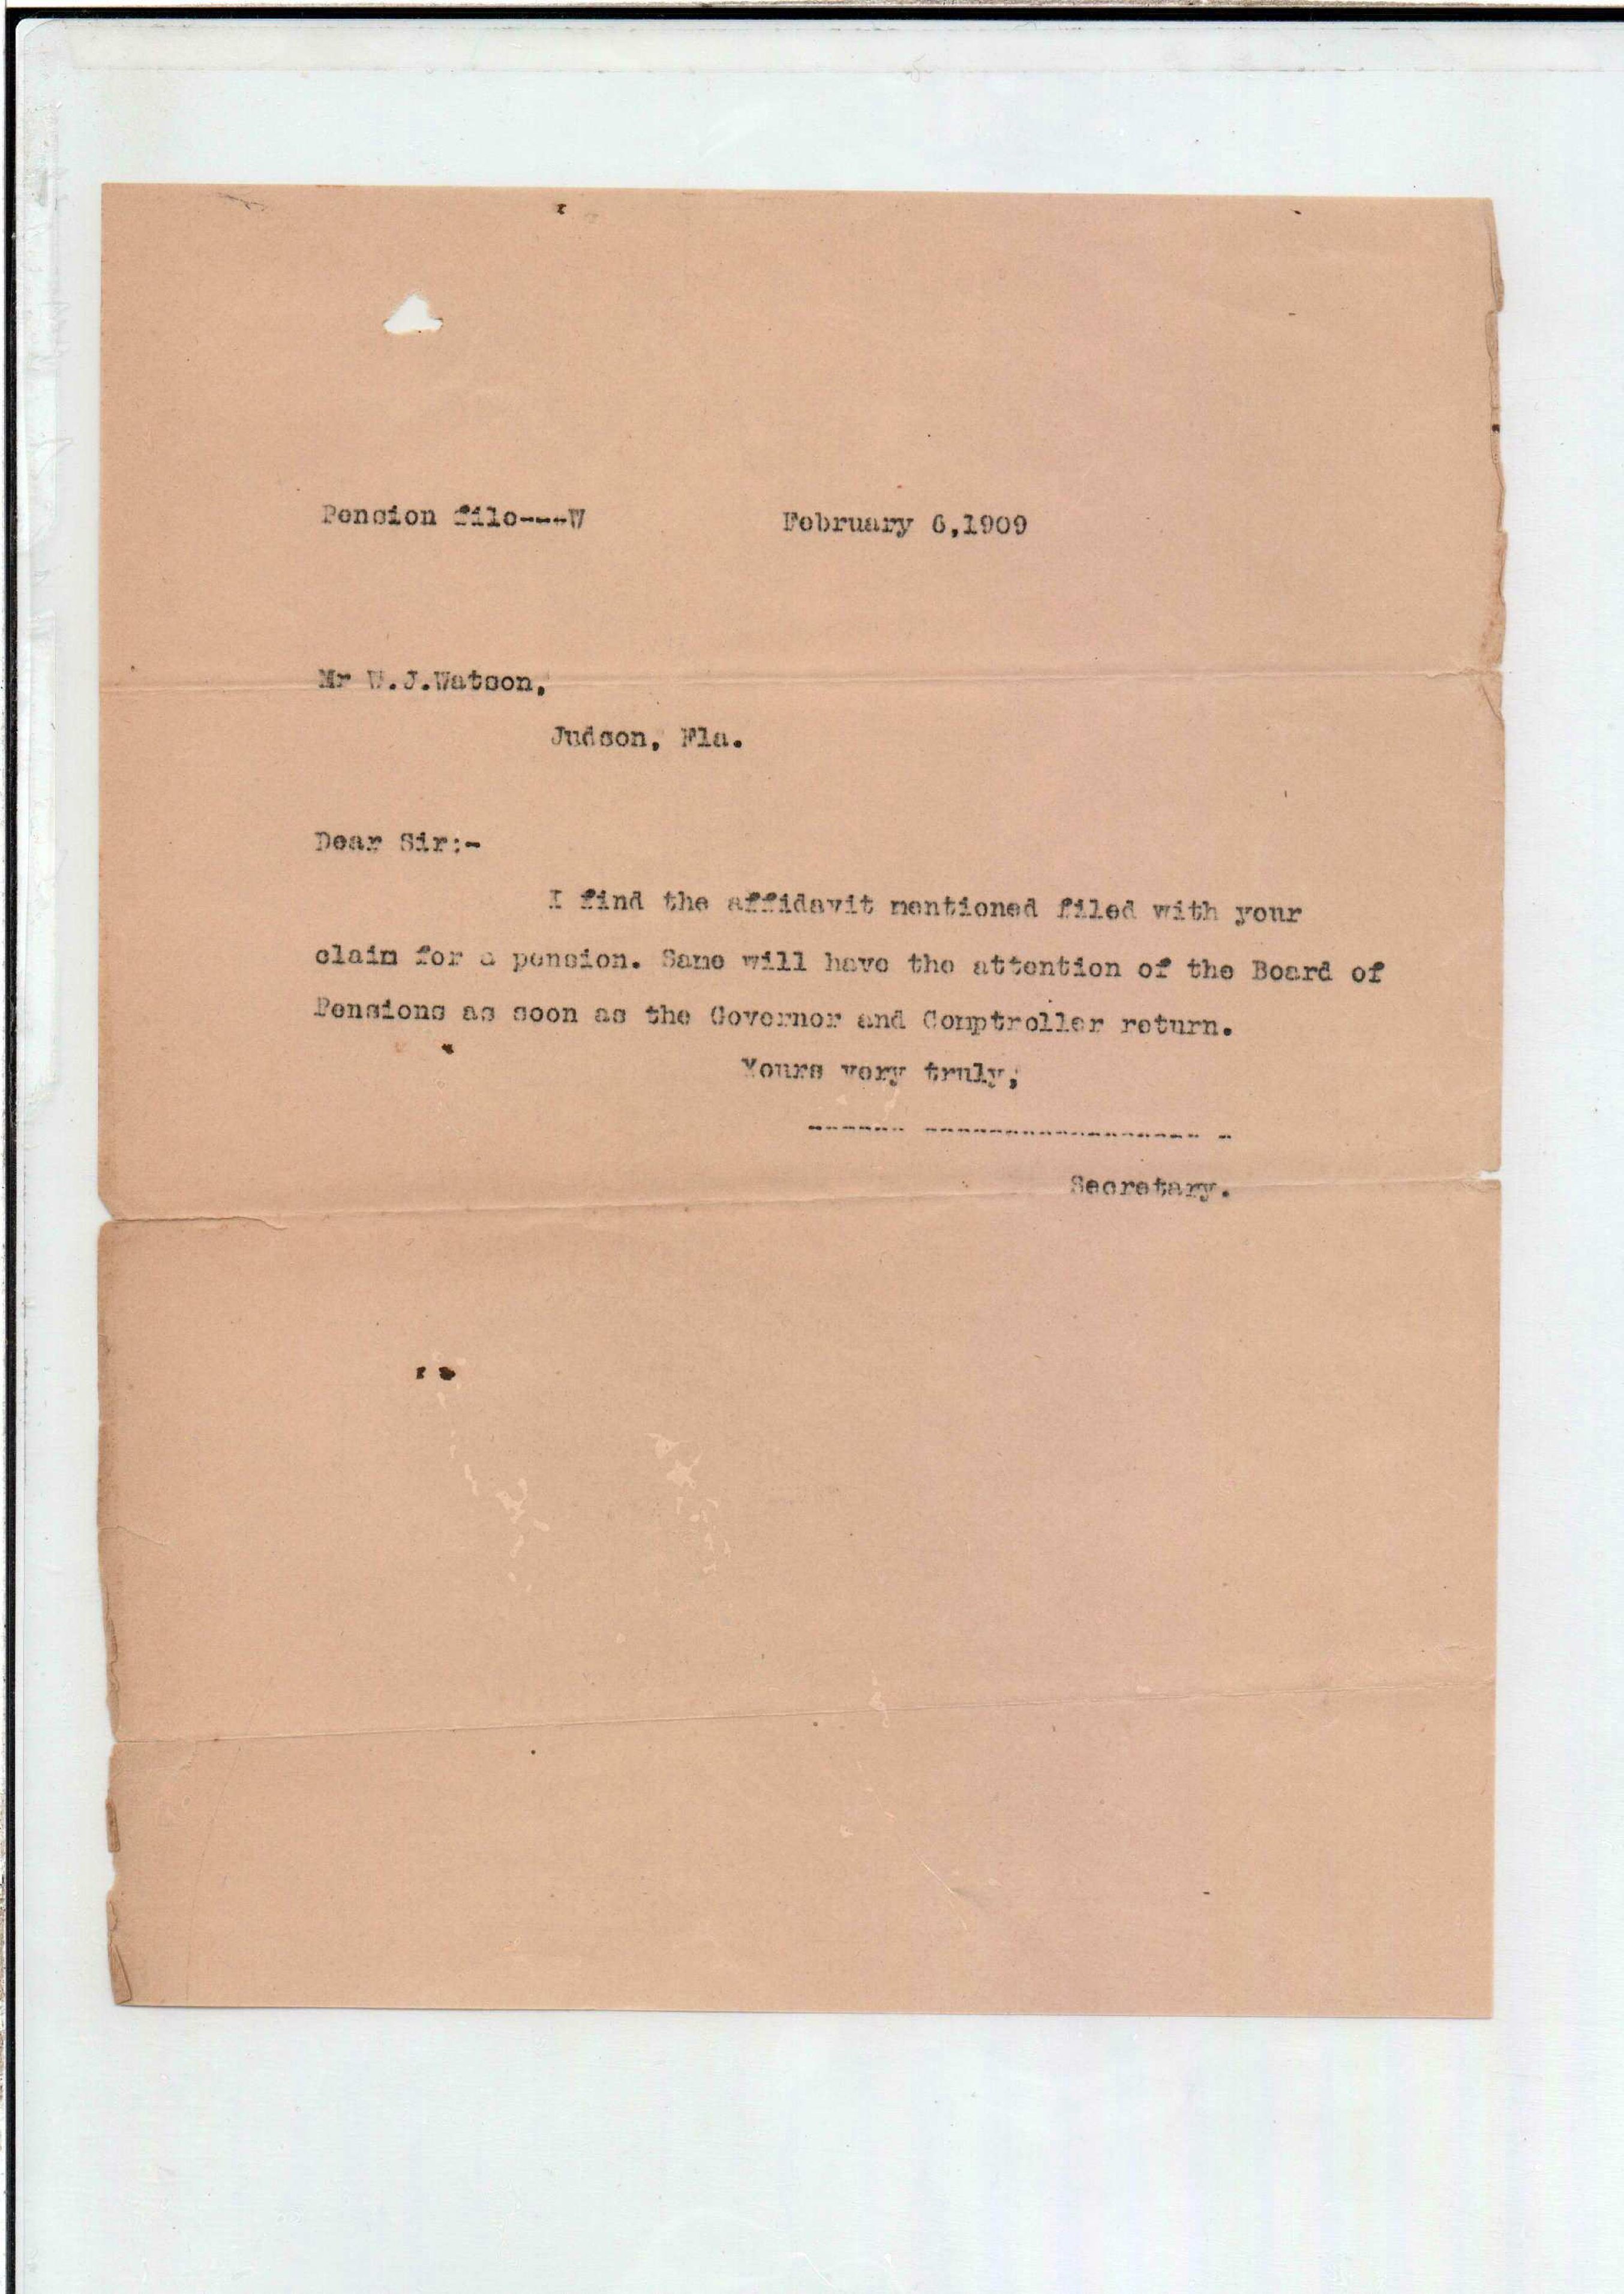 Pension file---W February 6,1909
Mr W.J.Watson,
Judson, Fla.
Dear Sir:-
I find the affidavit mentioned filed with your
claim for a pension. Same will have the attention of the Board of
Pensions as soon as the Governor and Comptroller return.
Yours very truly,
------ ------------------ -
Secretary.